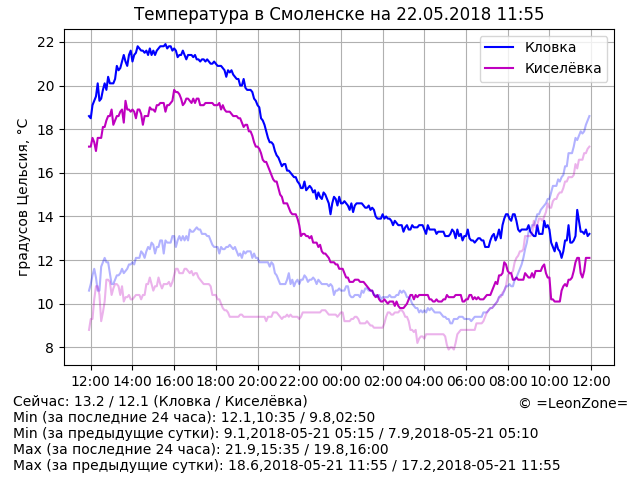 Температура в Смоленске на 22.05.2018 11:55
Кловка
Киселёвка
градусов Цельсия, °C
22
20
18
16
14
12
10
8
12:00 14:00 16:00 18:00 20:00 22:00 00:00 02:00 04:00 06:00 08:00 10:00 12:00
Сейчас: 13.2 / 12.1 (Кловка / Киселёвка)
© =LeonZone=
Min (за последние 24 часа): 12.1,10:35 / 9.8,02:50
Min (за предыдущие сутки): 9.1,2018-05-21 05:15 / 7.9,2018-05-21 05:10
Max (за последние 24 часа): 21.9,15:35 / 19.8,16:00
Max (за предыдущие сутки): 18.6,2018-05-21 11:55 / 17.2,2018-05-21 11:55